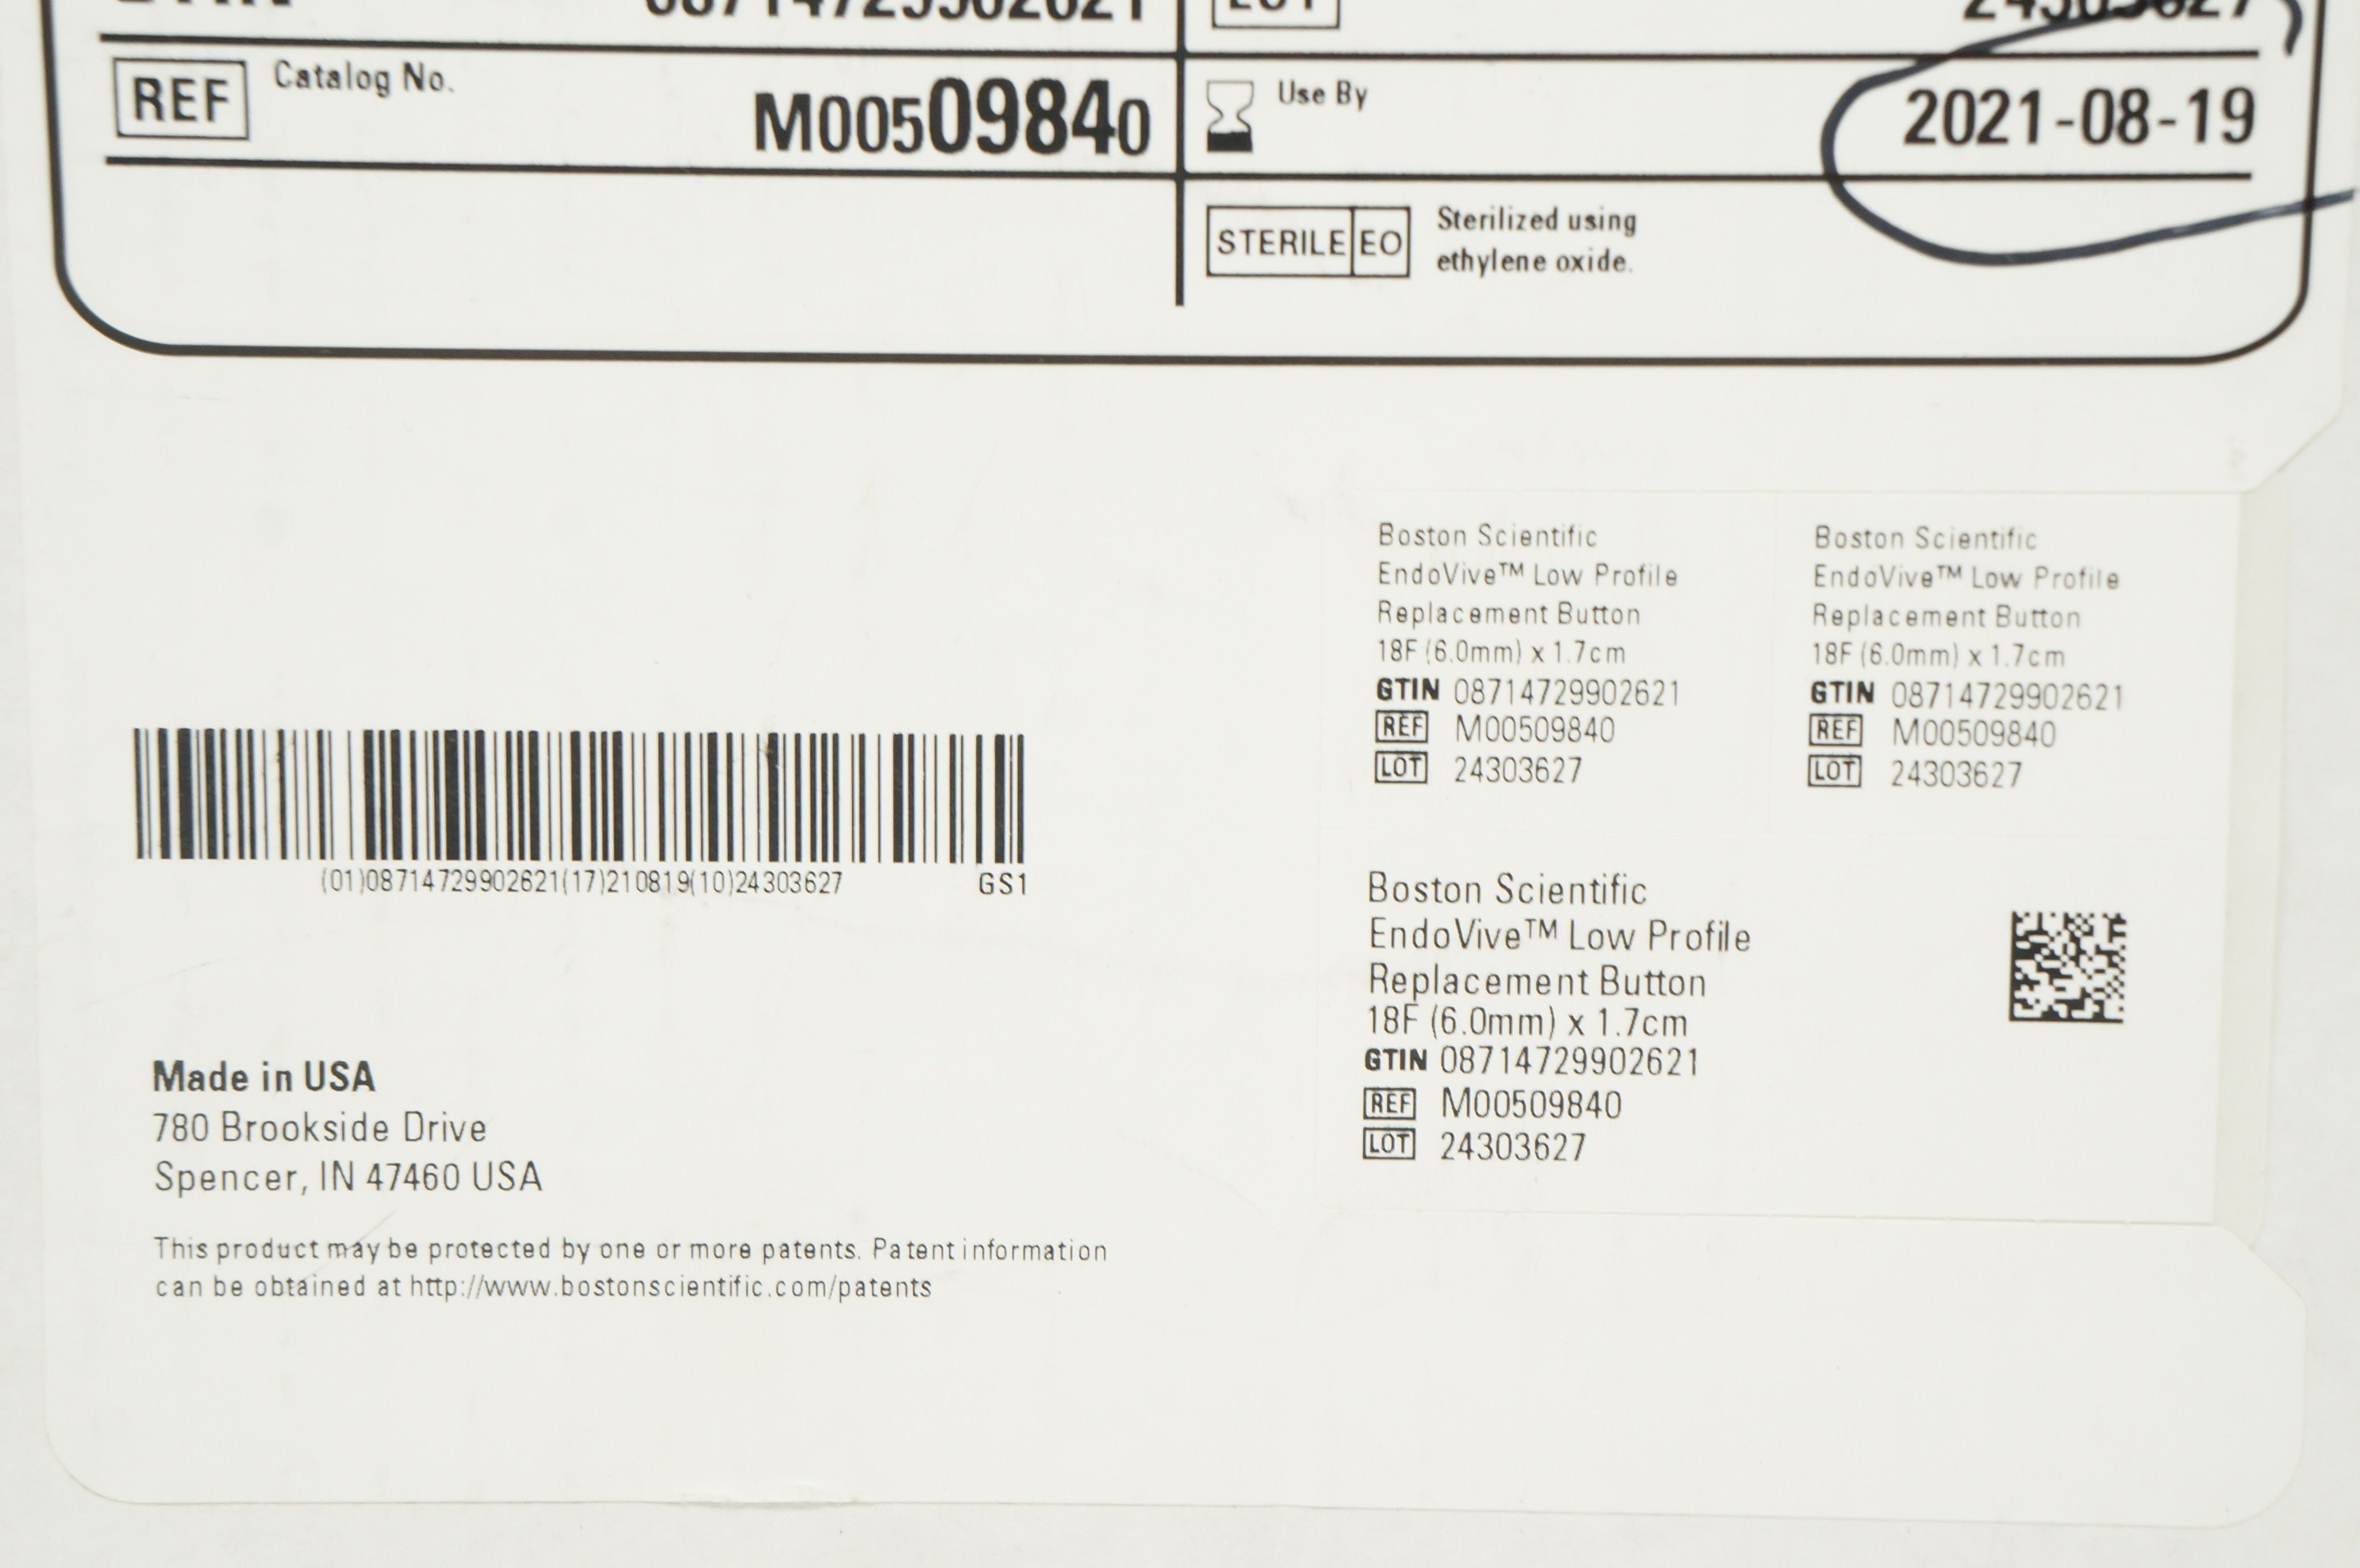 GTIN 08714729902621
LOT 24303627
REF Catalog No. M00509840
Use By 2021-08-19
STERILE EO Sterilized using
ethylene oxide.
Boston Scientific
EndoVive™ Low Profile
Replacement Button
18F (6.0mm) x 1.7cm
GTIN 08714729902621
REF M00509840
LOT 24303627
Boston Scientific
EndoVive™ Low Profile
Replacement Button
18F (6.0mm) x 1.7cm
GTIN 08714729902621
REF M00509840
LOT 24303627
(01)08714729902621(17)210819(10)24303627 GS1
Boston Scientific
EndoVive™ Low Profile
Replacement Button
18F (6.0mm) x 1.7cm
GTIN 08714729902621
REF M00509840
LOT 24303627
Made in USA
780 Brookside Drive
Spencer, IN 47460 USA
This product may be protected by one or more patents. Patent information
can be obtained at http://www.bostonscientific.com/patents